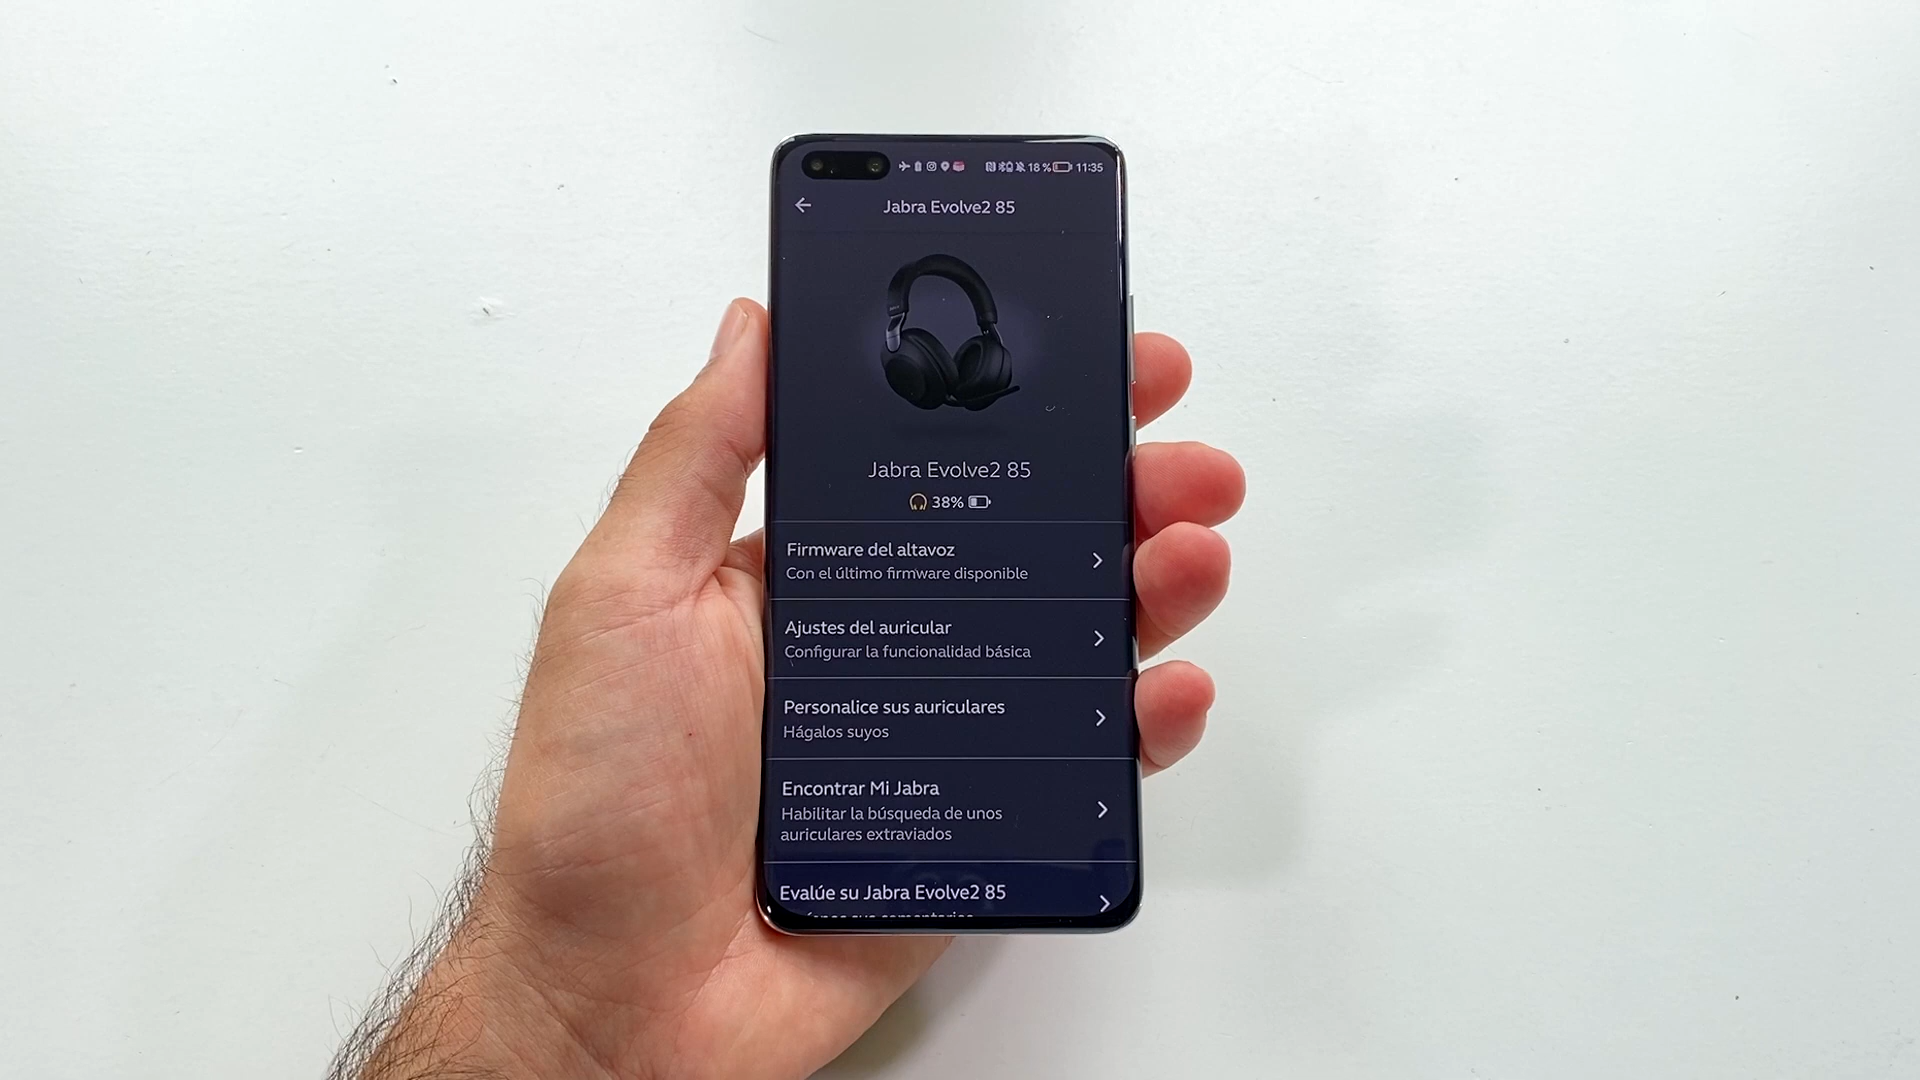 18 % 11:35
Jabra Evolve2 85
Jabra Evolve2 85
38%
Firmware del altavoz
Con el último firmware disponible
Ajustes del auricular
Configurar la funcionalidad básica
Personalice sus auriculares
Hágalos suyos
Encontrar Mi Jabra
Habilitar la búsqueda de unos
auriculares extraviados
Evalúe su Jabra Evolve2 85
sus comentarios